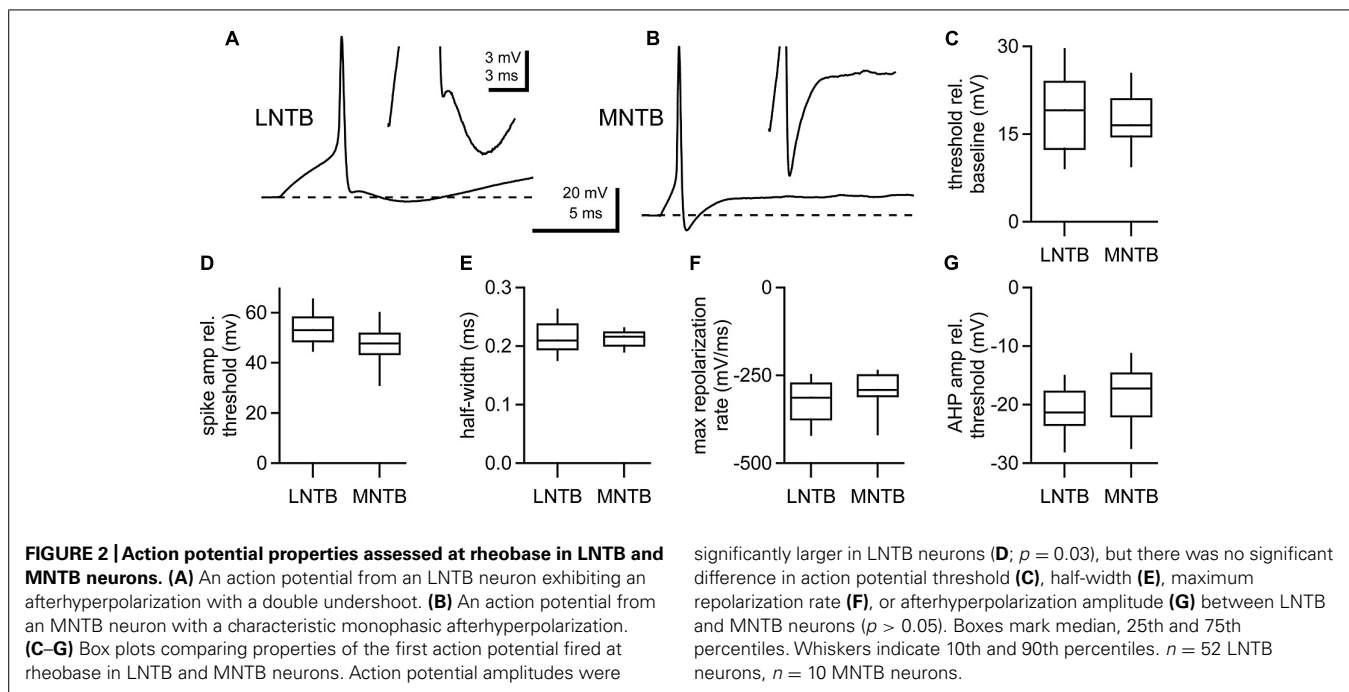 A
LNTB
3 mV
3 ms
20 mV
5 ms
B
MNTB
C
threshold rel.
baseline (mV)
30
15
0
LNTB MNTB
D
spike amp rel.
threshold (mv)
60
40
20
0
LNTB MNTB
E
half-width (ms)
0.3
0.2
0.1
0.0
LNTB MNTB
F
max repolarization
rate (mV/ms)
0
-250
-500
LNTB MNTB
G
AHP amp rel.
threshold (mV)
0
-10
-20
-30
LNTB MNTB
FIGURE 2 | Action potential properties assessed at rheobase in LNTB and
MNTB neurons. (A) An action potential from an LNTB neuron exhibiting an
afterhyperpolarization with a double undershoot. (B) An action potential from
an MNTB neuron with a characteristic monophasic afterhyperpolarization.
(C–G) Box plots comparing properties of the first action potential fired at
rheobase in LNTB and MNTB neurons. Action potential amplitudes were
significantly larger in LNTB neurons (D; p = 0.03), but there was no significant
difference in action potential threshold (C), half-width (E), maximum
repolarization rate (F), or afterhyperpolarization amplitude (G) between LNTB
and MNTB neurons (p > 0.05). Boxes mark median, 25th and 75th
percentiles. Whiskers indicate 10th and 90th percentiles. n = 52 LNTB
neurons, n = 10 MNTB neurons.